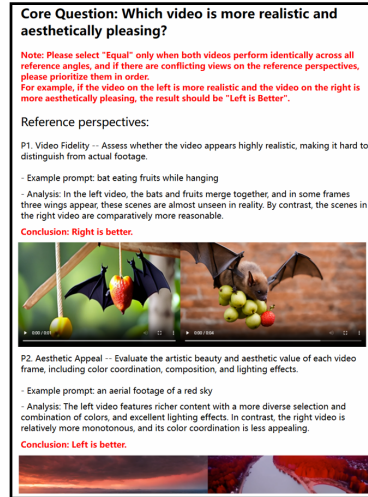 Core Question: Which video is more realistic and
aesthetically pleasing?
Note: Please select "Equal" only when both videos perform identically across all
reference angles, and if there are conflicting views on the reference perspectives,
please prioritize them in order.
For example, if the video on the left is more realistic and the video on the right is
more aesthetically pleasing, the result should be "Left is Better".
Reference perspectives:
P1. Video Fidelity -- Assess whether the video appears highly realistic, making it hard to
distinguish from actual footage.
- Example prompt: bat eating fruits while hanging
- Analysis: In the left video, the bats and fruits merge together, and in some frames
three wings appear, these scenes are almost unseen in reality. By contrast, the scenes in
the right video are comparatively more reasonable.
Conclusion: Right is better.
0:00 / 0:01
0:00 / 0:04
P2. Aesthetic Appeal -- Evaluate the artistic beauty and aesthetic value of each video
frame, including color coordination, composition, and lighting effects.
- Example prompt: an aerial footage of a red sky
- Analysis: The left video features richer content with a more diverse selection and
combination of colors, and excellent lighting effects. In contrast, the right video is
relatively more monotonous, and its color coordination is less appealing.
Conclusion: Left is better.